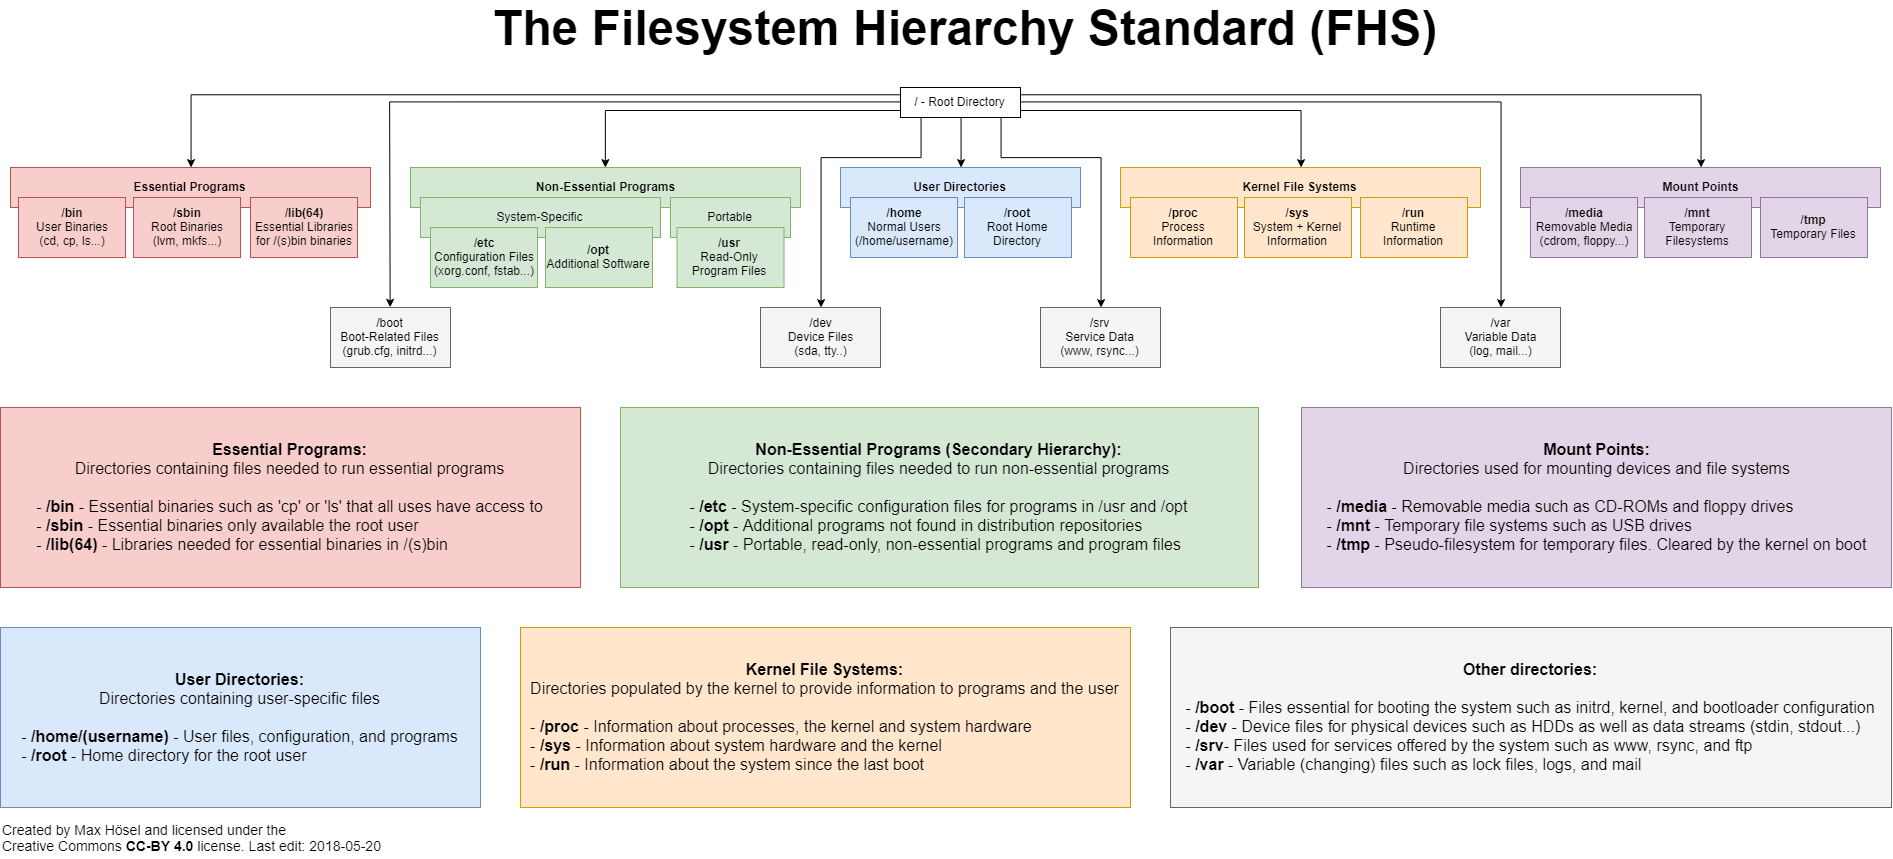 The Filesystem Hierarchy Standard (FHS)
/ - Root Directory
Essential Programs
/bin
User Binaries
(cd, cp, ls...)
/sbin
Root Binaries
(lvm, mkfs...)
/lib(64)
Essential Libraries
for /(s)bin binaries
Non-Essential Programs
System-Specific
/etc
Configuration Files
(xorg.conf, fstab...)
/opt
Additional Software
Portable
/usr
Read-Only
Program Files
User Directories
/home
Normal Users
(/home/username)
/root
Root Home
Directory
Kernel File Systems
/proc
Process
Information
/sys
System + Kernel
Information
/run
Runtime
Information
Mount Points
/media
Removable Media
(cdrom, floppy...)
/mnt
Temporary
Filesystems
/tmp
Temporary Files
/boot
Boot-Related Files
(grub.cfg, initrd...)
/dev
Device Files
(sda, tty..)
/srv
Service Data
(www, rsync...)
/var
Variable Data
(log, mail...)
Essential Programs:
Directories containing files needed to run essential programs
- /bin - Essential binaries such as 'cp' or 'ls' that all uses have access to
- /sbin - Essential binaries only available the root user
- /lib(64) - Libraries needed for essential binaries in /(s)bin
Non-Essential Programs (Secondary Hierarchy):
Directories containing files needed to run non-essential programs
- /etc - System-specific configuration files for programs in /usr and /opt
- /opt - Additional programs not found in distribution repositories
- /usr - Portable, read-only, non-essential programs and program files
Mount Points:
Directories used for mounting devices and file systems
- /media - Removable media such as CD-ROMs and floppy drives
- /mnt - Temporary file systems such as USB drives
- /tmp - Pseudo-filesystem for temporary files. Cleared by the kernel on boot
User Directories:
Directories containing user-specific files
- /home/(username) - User files, configuration, and programs
- /root - Home directory for the root user
Kernel File Systems:
Directories populated by the kernel to provide information to programs and the user
- /proc - Information about processes, the kernel and system hardware
- /sys - Information about system hardware and the kernel
- /run - Information about the system since the last boot
Other directories:
- /boot - Files essential for booting the system such as initrd, kernel, and bootloader configuration
- /dev - Device files for physical devices such as HDDs as well as data streams (stdin, stdout...)
- /srv- Files used for services offered by the system such as www, rsync, and ftp
- /var - Variable (changing) files such as lock files, logs, and mail
Created by Max Hösel and licensed under the
Creative Commons CC-BY 4.0 license. Last edit: 2018-05-20